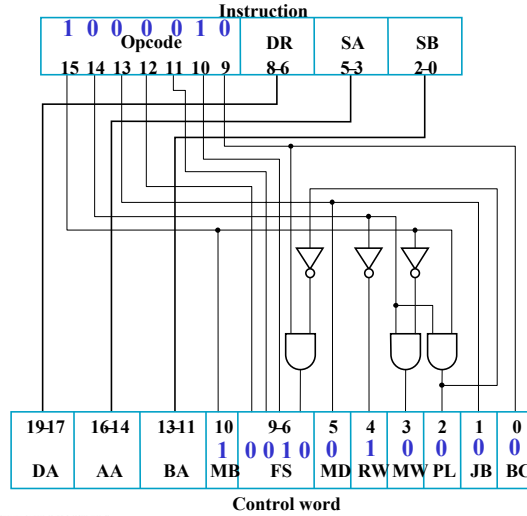 Instruction
1 0 0 0 0 1 0
Opcode DR SA SB
15 14 13 12 11 10 9 8-6 5-3 2-0
19-17 16-14 13-11 10 9-6 5 4 3 2 1 0
1 0 0 1 0 0 1 0 0 0 0
DA AA BA MB FS MD RW MW PL JB BC
Control word